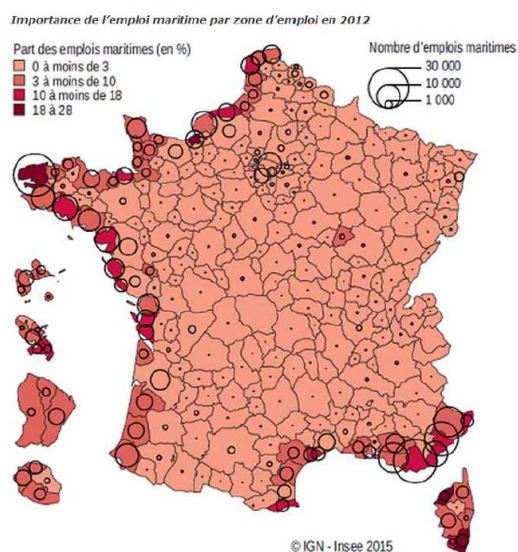 Importance de l'emploi maritime par zone d'emploi en 2012
Part des emplois maritimes (en %)
0 à moins de 3
3 à moins de 10
10 à moins de 18
18 à 28
Nombre d'emplois maritimes
30 000
10 000
1 000
© IGN - Insee 2015